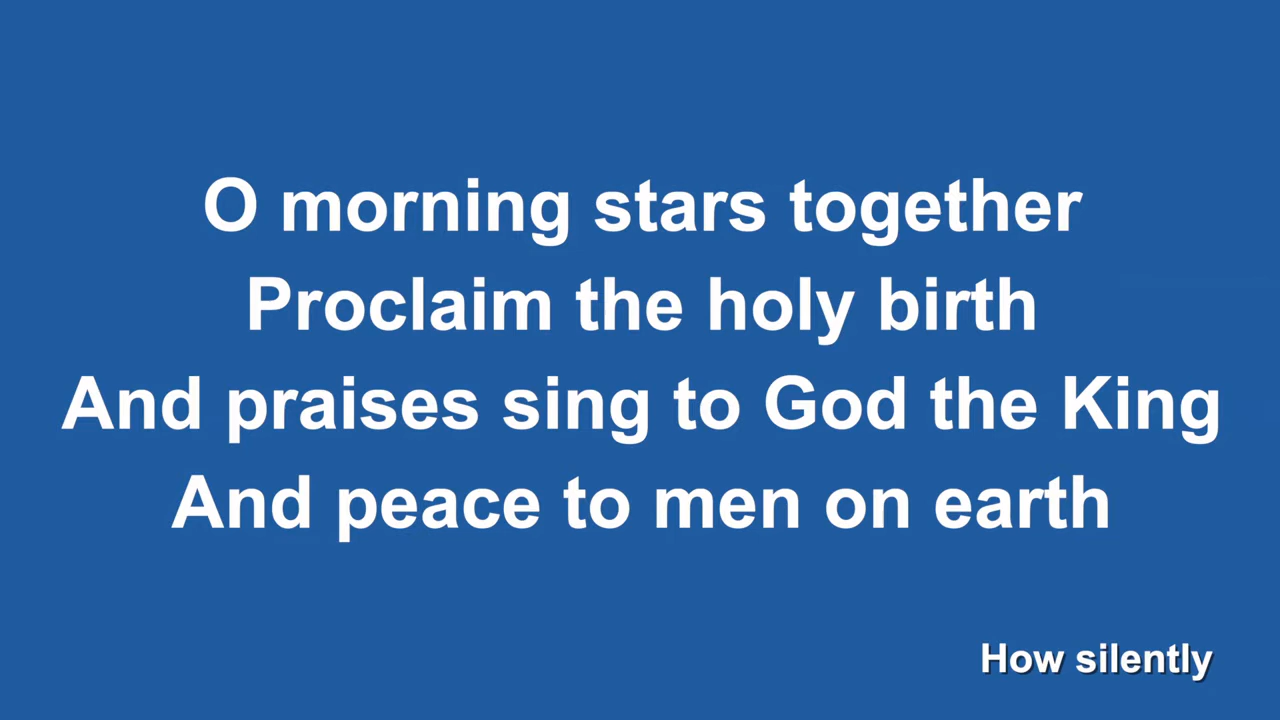 O morning stars together
Proclaim the holy birth
And praises sing to God the King
And peace to men on earth
How silently